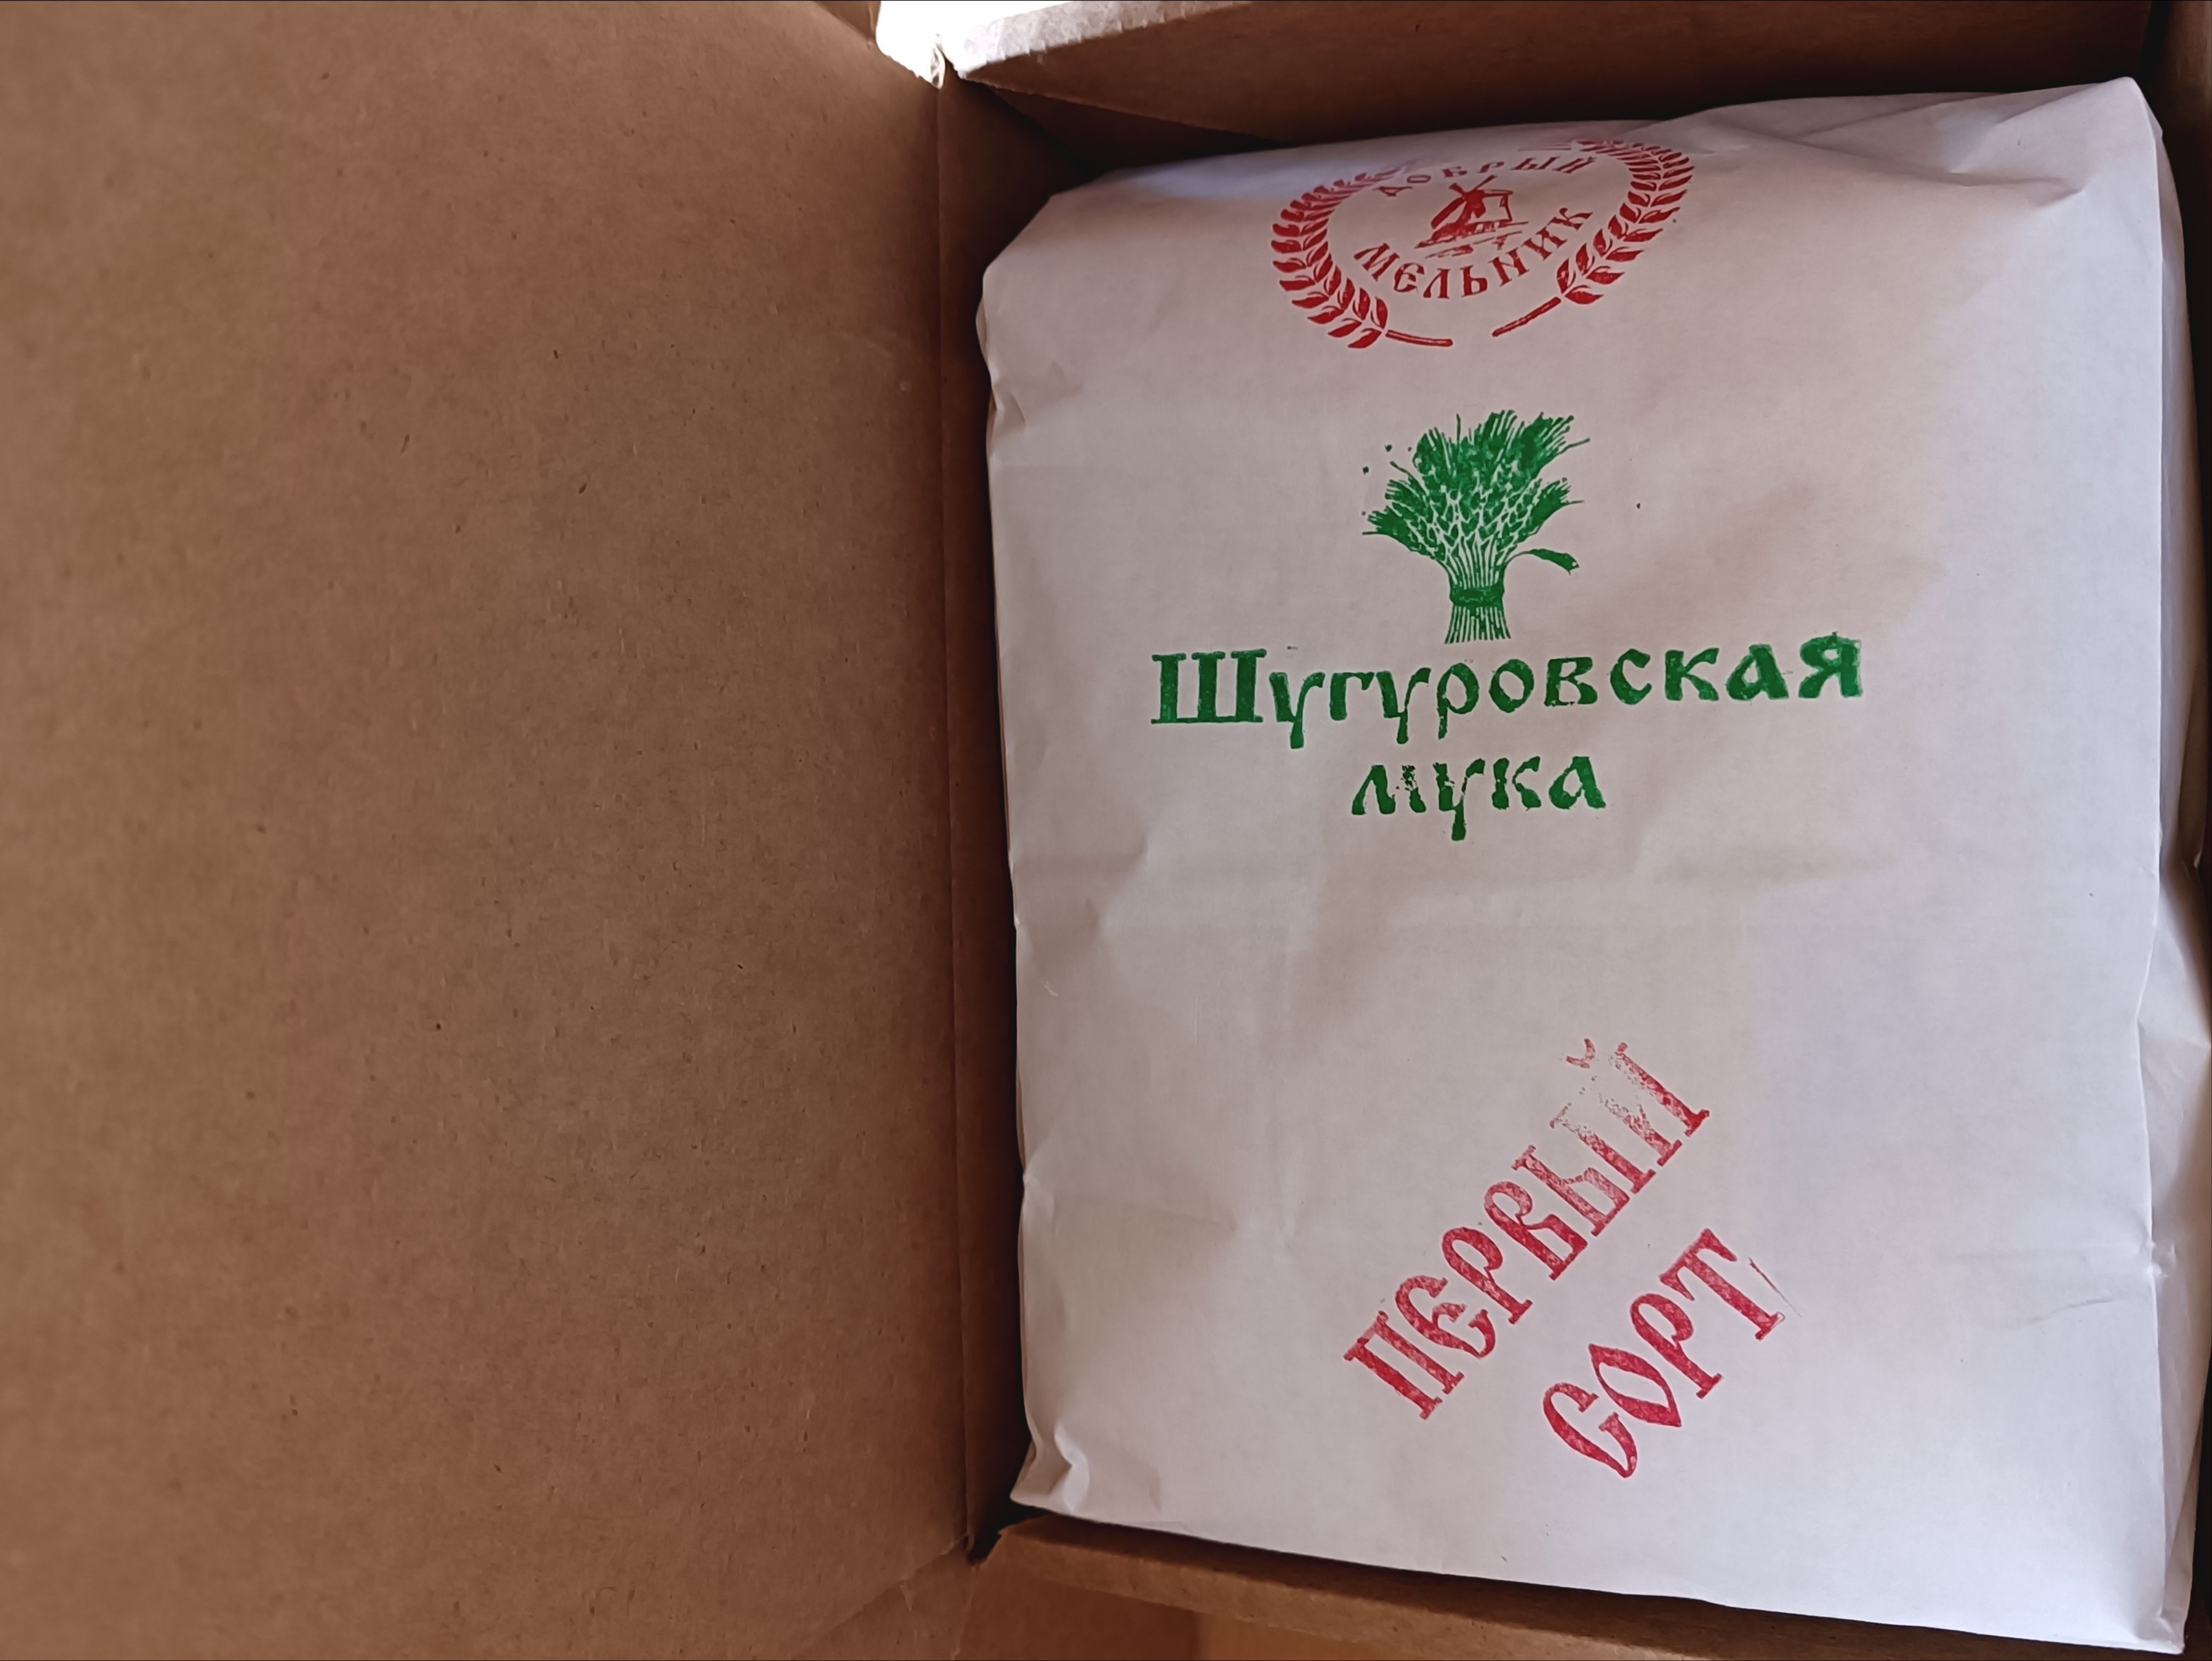 ДОБРЫЙ
МЕЛЬНИК
Шугуровская
мука
ПЕРВЫЙ
СОРТ